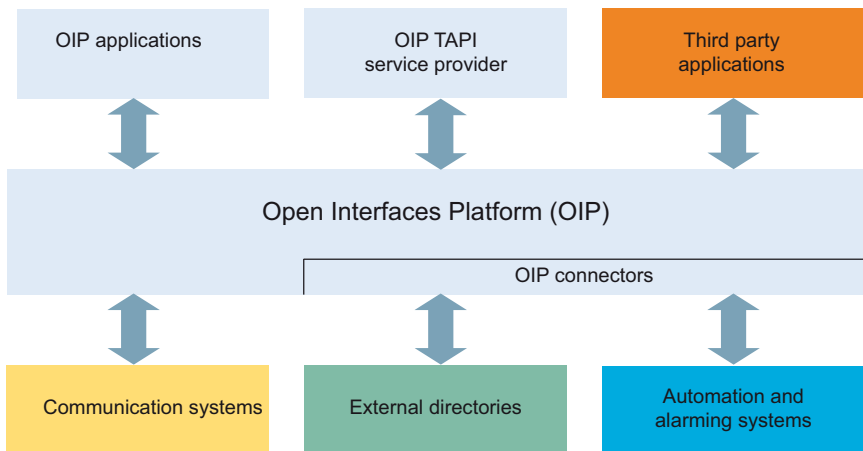 OIP applications
OIP TAPI
service provider
Third party
applications
Open Interfaces Platform (OIP)
OIP connectors
Communication systems
External directories
Automation and
alarming systems